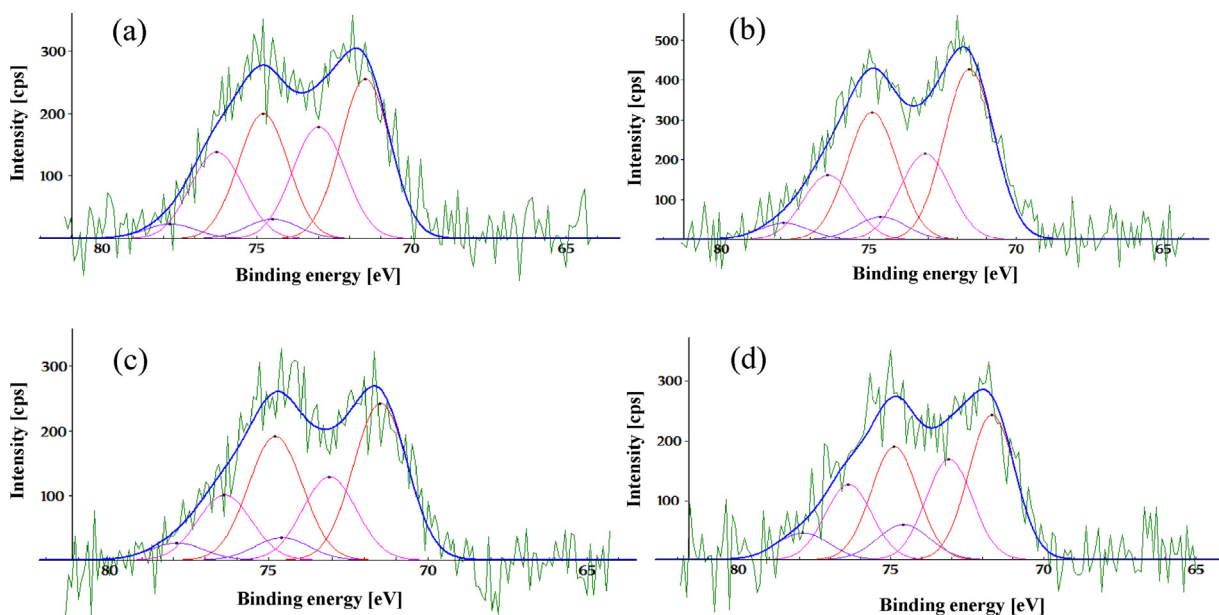 (a)
Intensity [cps]
300
200
100
80 75 70 65
Binding energy [eV]
(b)
Intensity [cps]
500
400
300
200
100
80 75 70 65
Binding energy [eV]
(c)
Intensity [cps]
300
200
100
80 75 70 65
Binding energy [eV]
(d)
Intensity [cps]
300
200
100
80 75 70 65
Binding energy [eV]